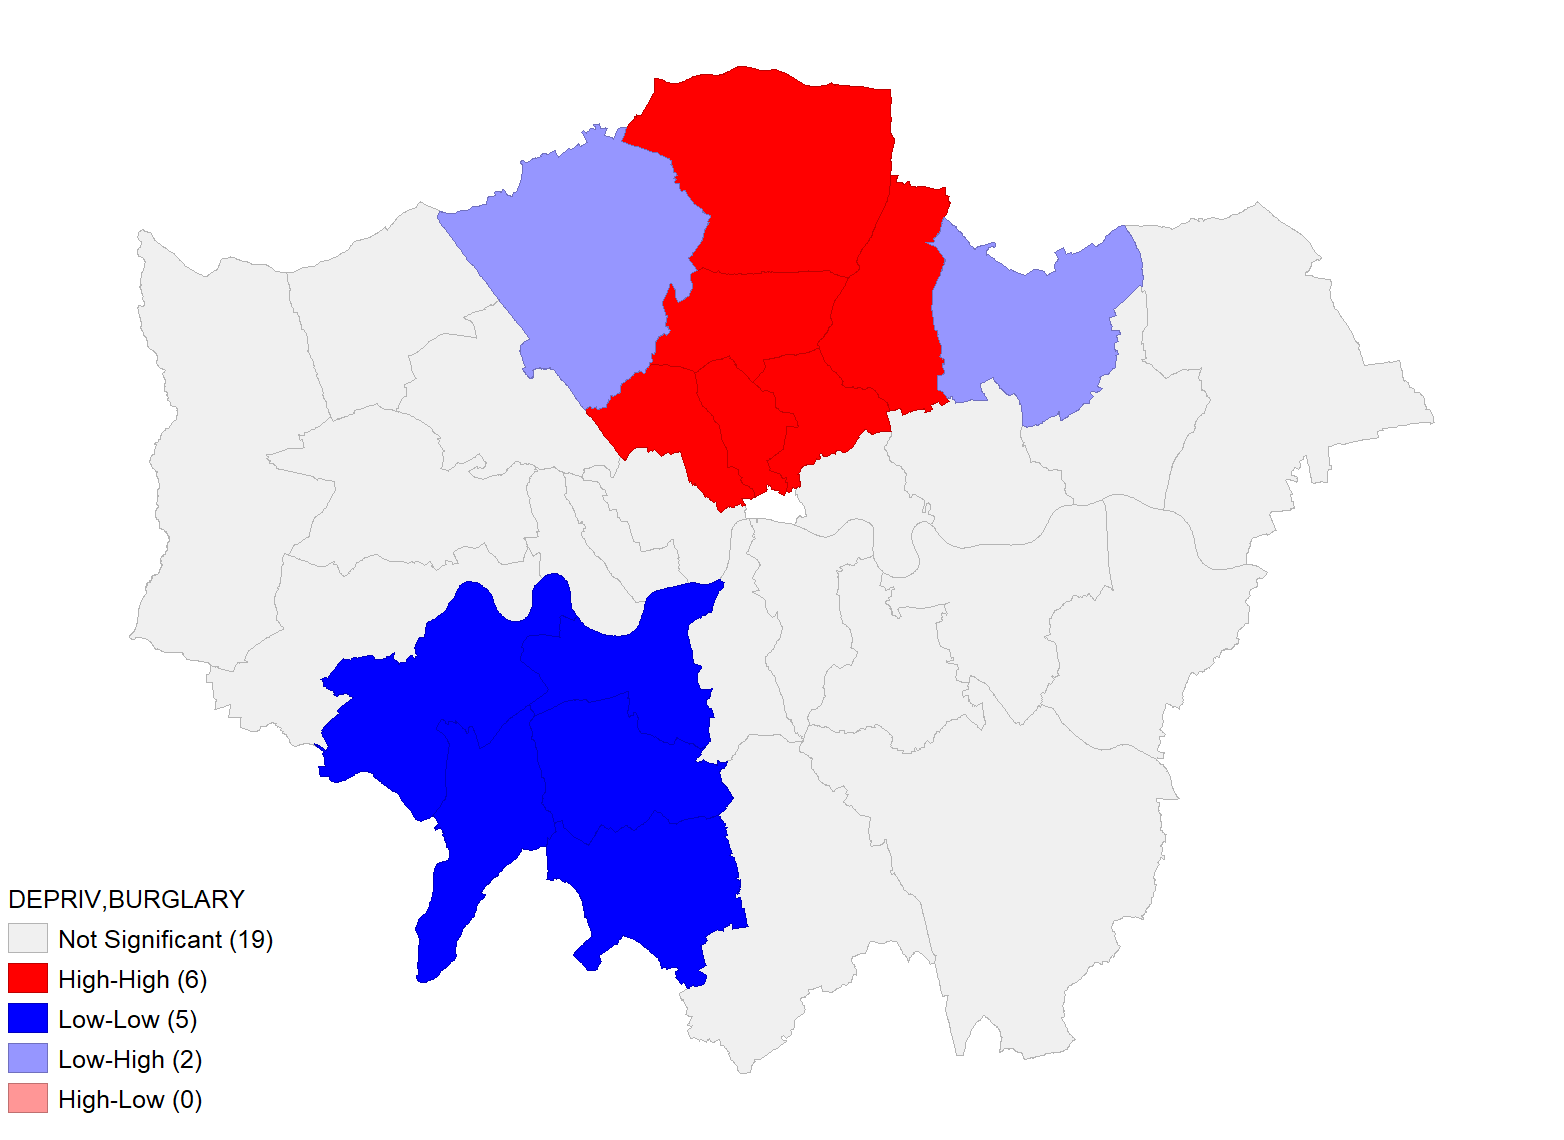 DEPRIV,BURGLARY
Not Significant (19)
High-High (6)
Low-Low (5)
Low-High (2)
High-Low (0)